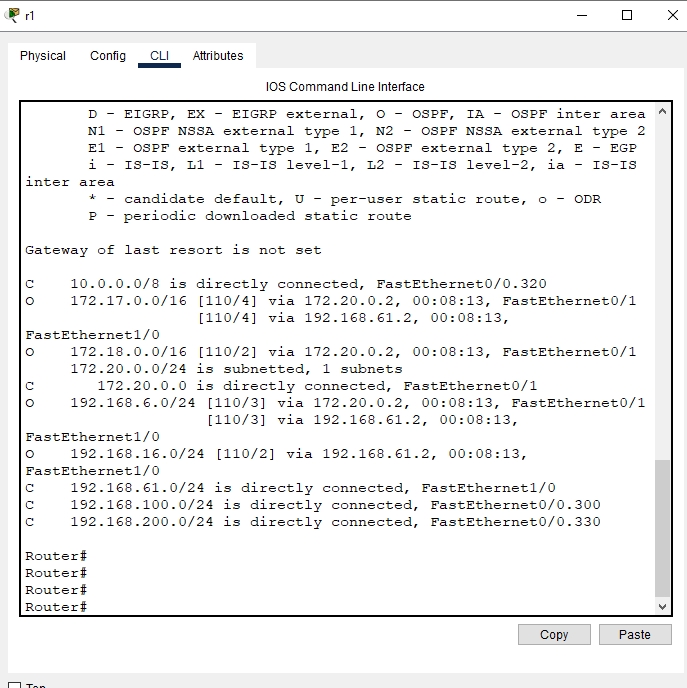 r1
Physical Config CLI Attributes
IOS Command Line Interface
D - EIGRP, EX - EIGRP external, O - OSPF, IA - OSPF inter area
N1 - OSPF NSSA external type 1, N2 - OSPF NSSA external type 2
E1 - OSPF external type 1, E2 - OSPF external type 2, E - EGP
i - IS-IS, L1 - IS-IS level-1, L2 - IS-IS level-2, ia - IS-IS
inter area
* - candidate default, U - per-user static route, o - ODR
P - periodic downloaded static route
Gateway of last resort is not set
C 10.0.0.0/8 is directly connected, FastEthernet0/0.320
O 172.17.0.0/16 [110/4] via 172.20.0.2, 00:08:13, FastEthernet0/1
[110/4] via 192.168.61.2, 00:08:13,
FastEthernet1/0
O 172.18.0.0/16 [110/2] via 172.20.0.2, 00:08:13, FastEthernet0/1
172.20.0.0/24 is subnetted, 1 subnets
C 172.20.0.0 is directly connected, FastEthernet0/1
O 192.168.6.0/24 [110/3] via 172.20.0.2, 00:08:13, FastEthernet0/1
[110/3] via 192.168.61.2, 00:08:13,
FastEthernet1/0
O 192.168.16.0/24 [110/2] via 192.168.61.2, 00:08:13,
FastEthernet1/0
C 192.168.61.0/24 is directly connected, FastEthernet1/0
C 192.168.100.0/24 is directly connected, FastEthernet0/0.300
C 192.168.200.0/24 is directly connected, FastEthernet0/0.330
Router#
Router#
Router#
Router#
Copy Paste